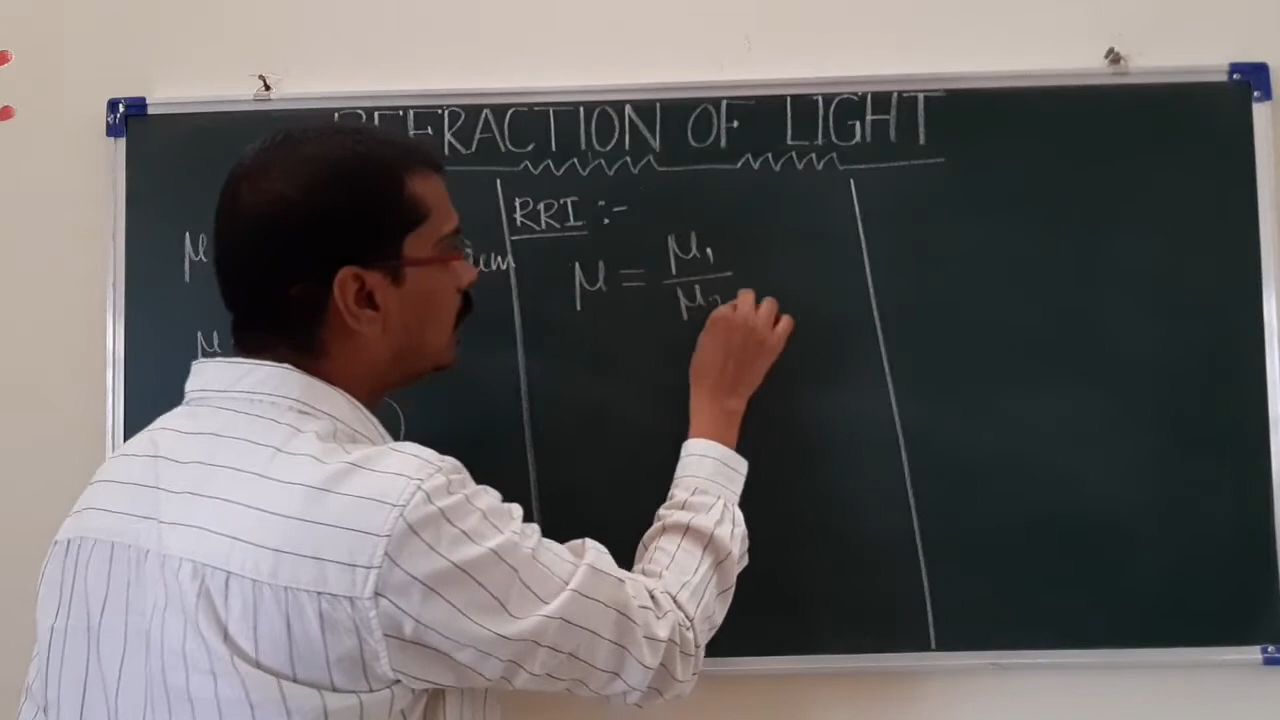 REFRACTION OF LIGHT
μ
μ
RRI :-
μ = μ₁
μ₂